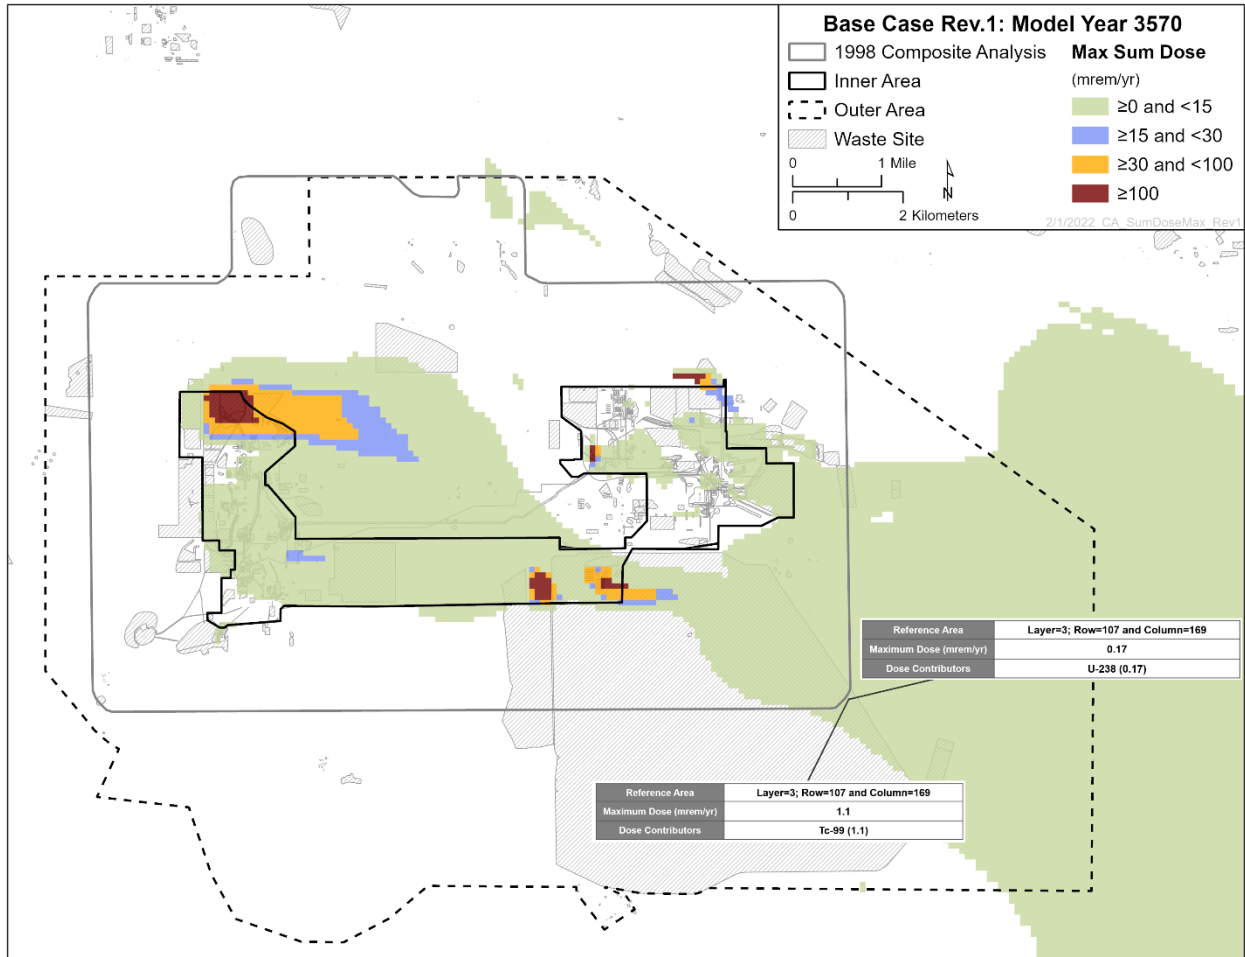 Base Case Rev.1: Model Year 3570
1998 Composite Analysis
Inner Area
Outer Area
Waste Site
0 1 Mile
0 2 Kilometers
N
Max Sum Dose
(mrem/yr)
≥0 and <15
≥15 and <30
≥30 and <100
≥100
2/1/2022 CA_SumDoseMax_Rev1
Reference Area Layer=3; Row=107 and Column=169
Maximum Dose (mrem/yr) 0.17
Dose Contributors U-238 (0.17)
Reference Area Layer=3; Row=107 and Column=169
Maximum Dose (mrem/yr) 1.1
Dose Contributors Tc-99 (1.1)